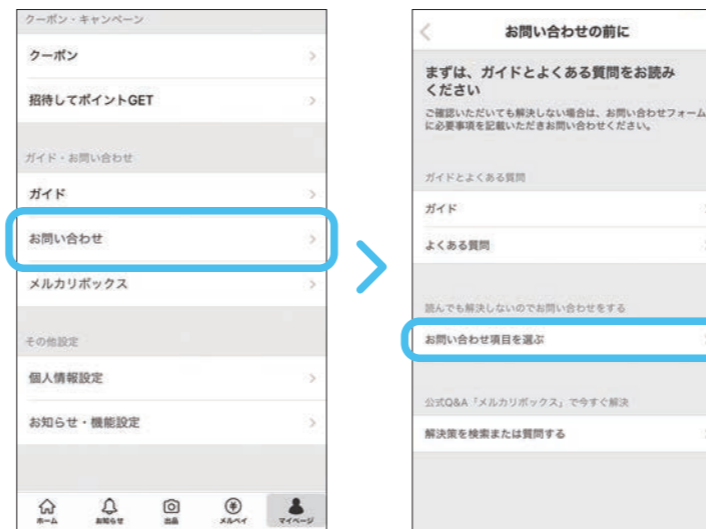 クーポン・キャンペーン
クーポン
招待してポイントGET
ガイド・お問い合わせ
ガイド
お問い合わせ
メルカリボックス
その他設定
個人情報設定
お知らせ・機能設定
ホーム
お知らせ
出品
メルペイ
マイページ
お問い合わせの前に
まずは、ガイドとよくある質問をお読み
ください
ご確認いただいても解決しない場合は、お問い合わせフォーム
に必要事項を記載いただきお問い合わせください。
ガイドとよくある質問
ガイド
よくある質問
読んでも解決しないのでお問い合わせをする
お問い合わせ項目を選ぶ
公式Q&A「メルカリボックス」で今すぐ解決
解決策を検索または質問する